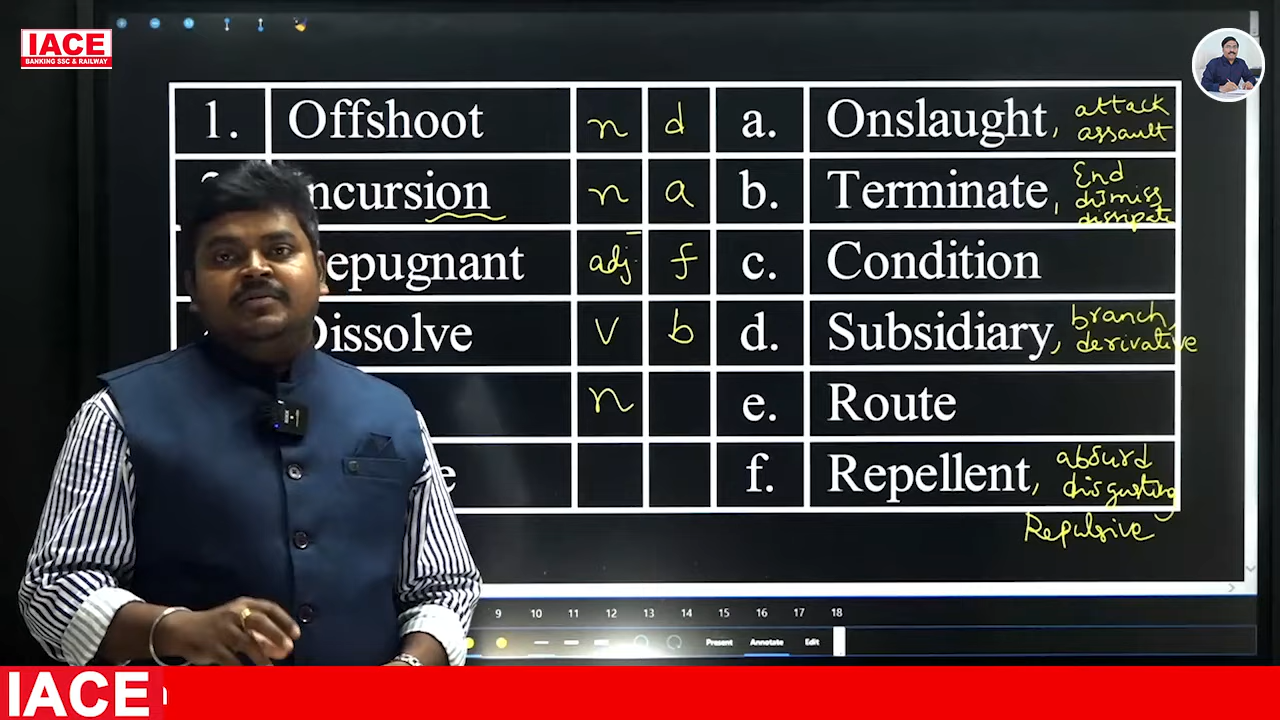 IACE
BANKING SSC & RAILWAY
1. Offshoot n d a. Onslaught, attack assault
ncursion n a b. Terminate, End dismiss dissipate
epugnant adj. f c. Condition
Dissolve v b d. Subsidiary, branch, derivative
n e. Route
e f. Repellent, absurd disgusting
Repulsive
9 10 11 12 13 14 15 16 17 18
Present Annotate Edit
IACE